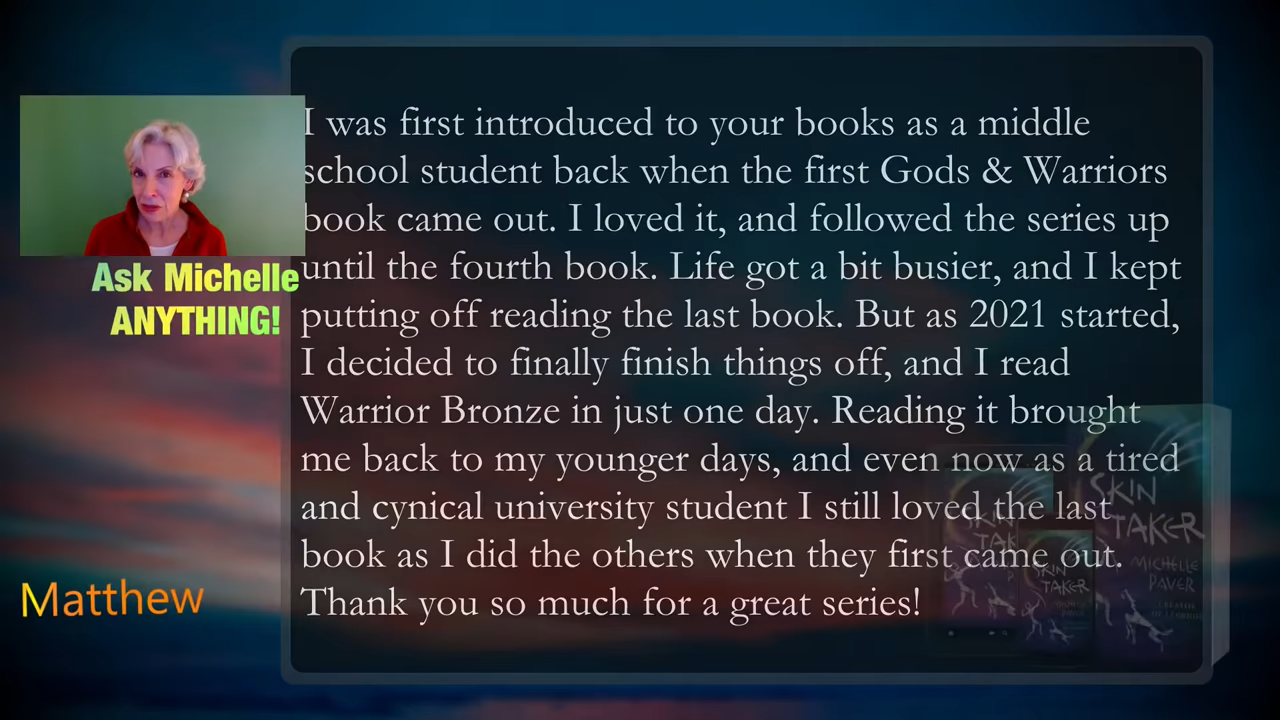 I was first introduced to your books as a middle
school student back when the first Gods & Warriors
book came out. I loved it, and followed the series up
until the fourth book. Life got a bit busier, and I kept
putting off reading the last book. But as 2021 started,
I decided to finally finish things off, and I read
Warrior Bronze in just one day. Reading it brought
me back to my younger days, and even now as a tired
and cynical university student I still loved the last
book as I did the others when they first came out.
Thank you so much for a great series!
Ask Michelle
ANYTHING!
Matthew
SKIN
TAKER
MICHELLE
PAVER
SKIN
TAK
SKIN
TAKER